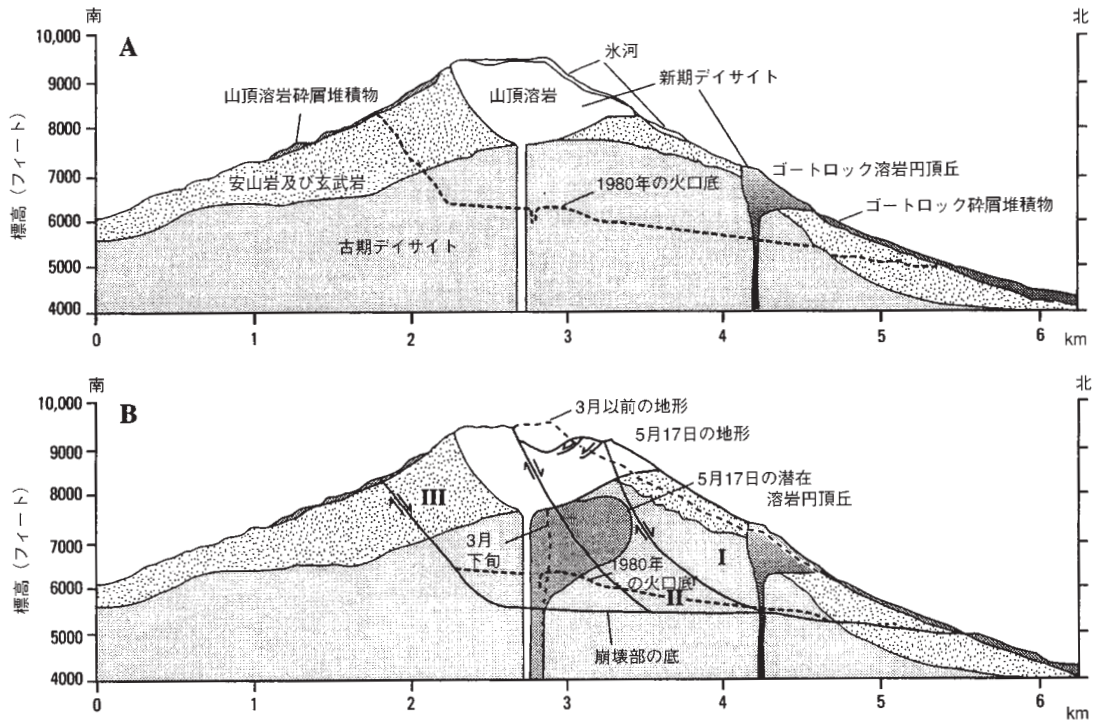 南
北
A
10,000
9000
8000
7000
6000
5000
4000
標高（フィート）
山頂溶岩砕屑堆積物
山頂溶岩
氷河
新期デイサイト
安山岩及び玄武岩
1980年の火口底
ゴートロック溶岩円頂丘
ゴートロック砕屑堆積物
古期デイサイト
0
1
2
3
4
5
6
km
南
北
B
10,000
9000
8000
7000
6000
5000
4000
標高（フィート）
3月以前の地形
5月17日の地形
5月17日の潜在
溶岩円頂丘
III
3月
下旬
I
1980年
の火口底
II
崩壊部の底
0
1
2
3
4
5
6
km